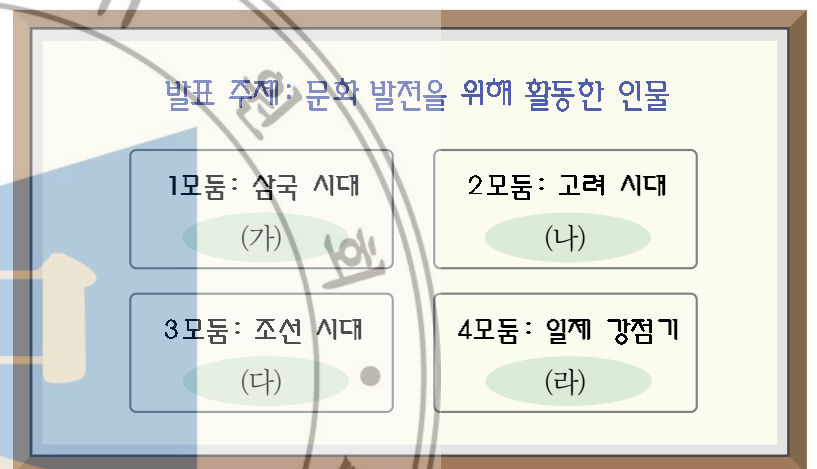 발표 주제: 문화 발전을 위해 활동한 인물
1모둠: 삼국 시대
(가)
2모둠: 고려 시대
(나)
3모둠: 조선 시대
(다)
4모둠: 일제 강점기
(라)
원
회